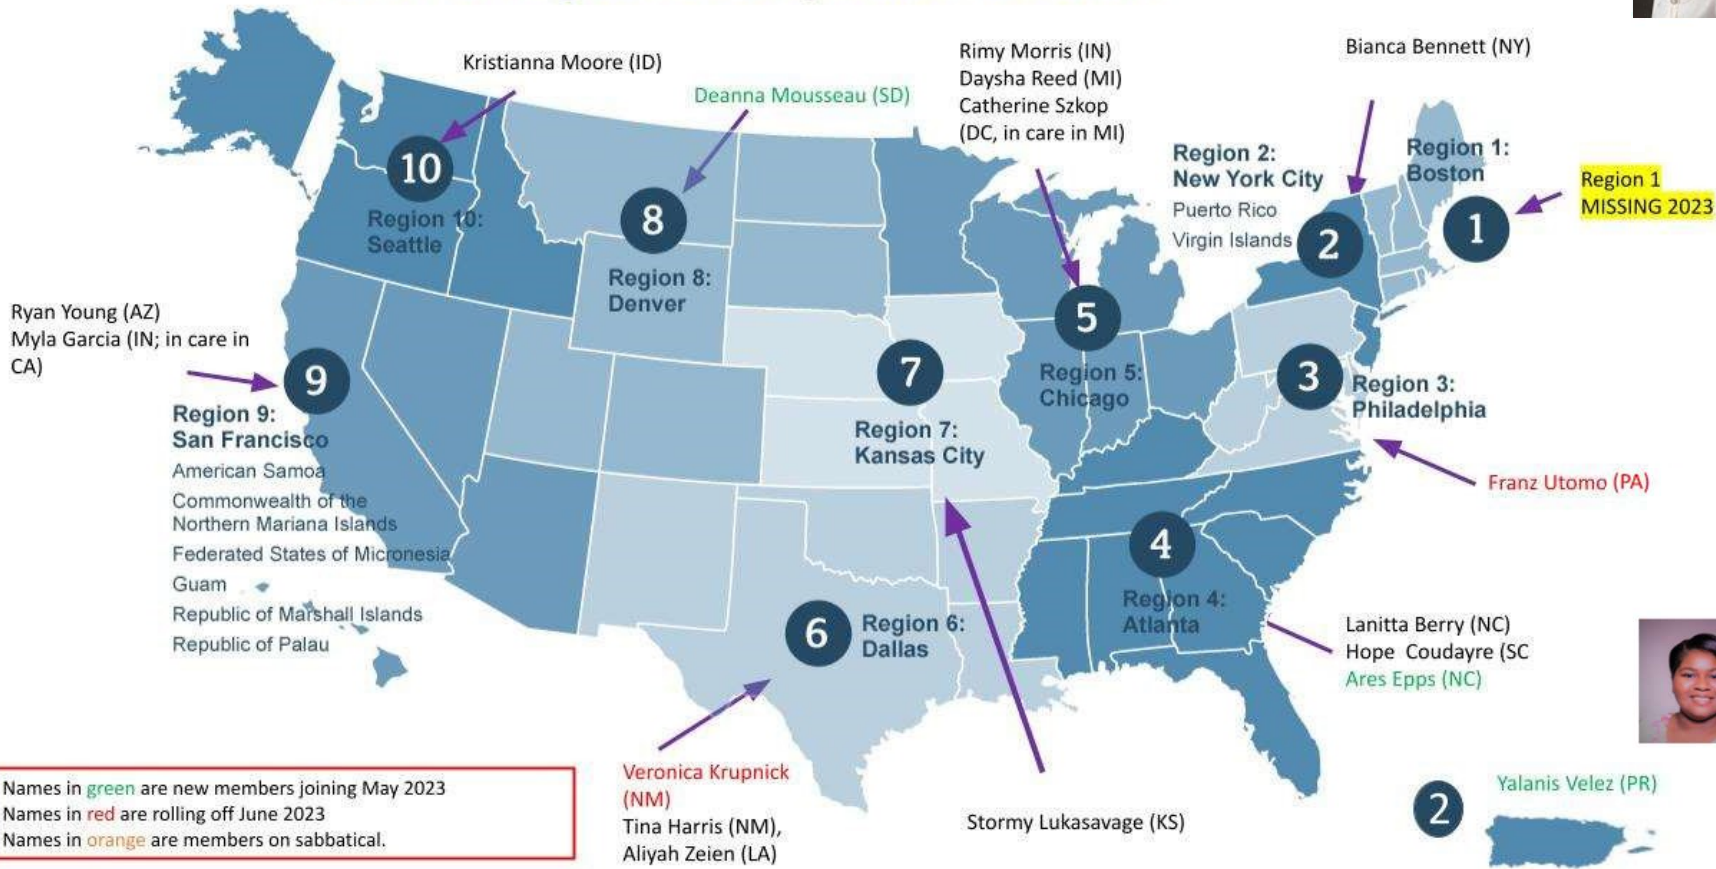 Kristianna Moore (ID)
Deanna Mousseau (SD)
Rimy Morris (IN)
Daysha Reed (MI)
Catherine Szkop
(DC, in care in MI)
Bianca Bennett (NY)
Region 2:
New York City
Puerto Rico
Virgin Islands
2
Region 1:
Boston
1
Region 1
MISSING 2023
10
Region 10:
Seattle
8
Region 8:
Denver
5
Region 5:
Chicago
7
Region 7:
Kansas City
3
Region 3:
Philadelphia
Franz Utomo (PA)
Ryan Young (AZ)
Myla Garcia (IN; in care in
CA)
9
Region 9:
San Francisco
American Samoa
Commonwealth of the
Northern Mariana Islands
Federated States of Micronesia
Guam
Republic of Marshall Islands
Republic of Palau
4
Region 4:
Atlanta
6
Region 6:
Dallas
Lanitta Berry (NC)
Hope  Coudayre (SC
Ares Epps (NC)
Names in green are new members joining May 2023
Names in red are rolling off June 2023
Names in orange are members on sabbatical.
Veronica Krupnick
(NM)
Tina Harris (NM),
Aliyah Zeien (LA)
Stormy Lukasavage (KS)
2
Yalanis Velez (PR)